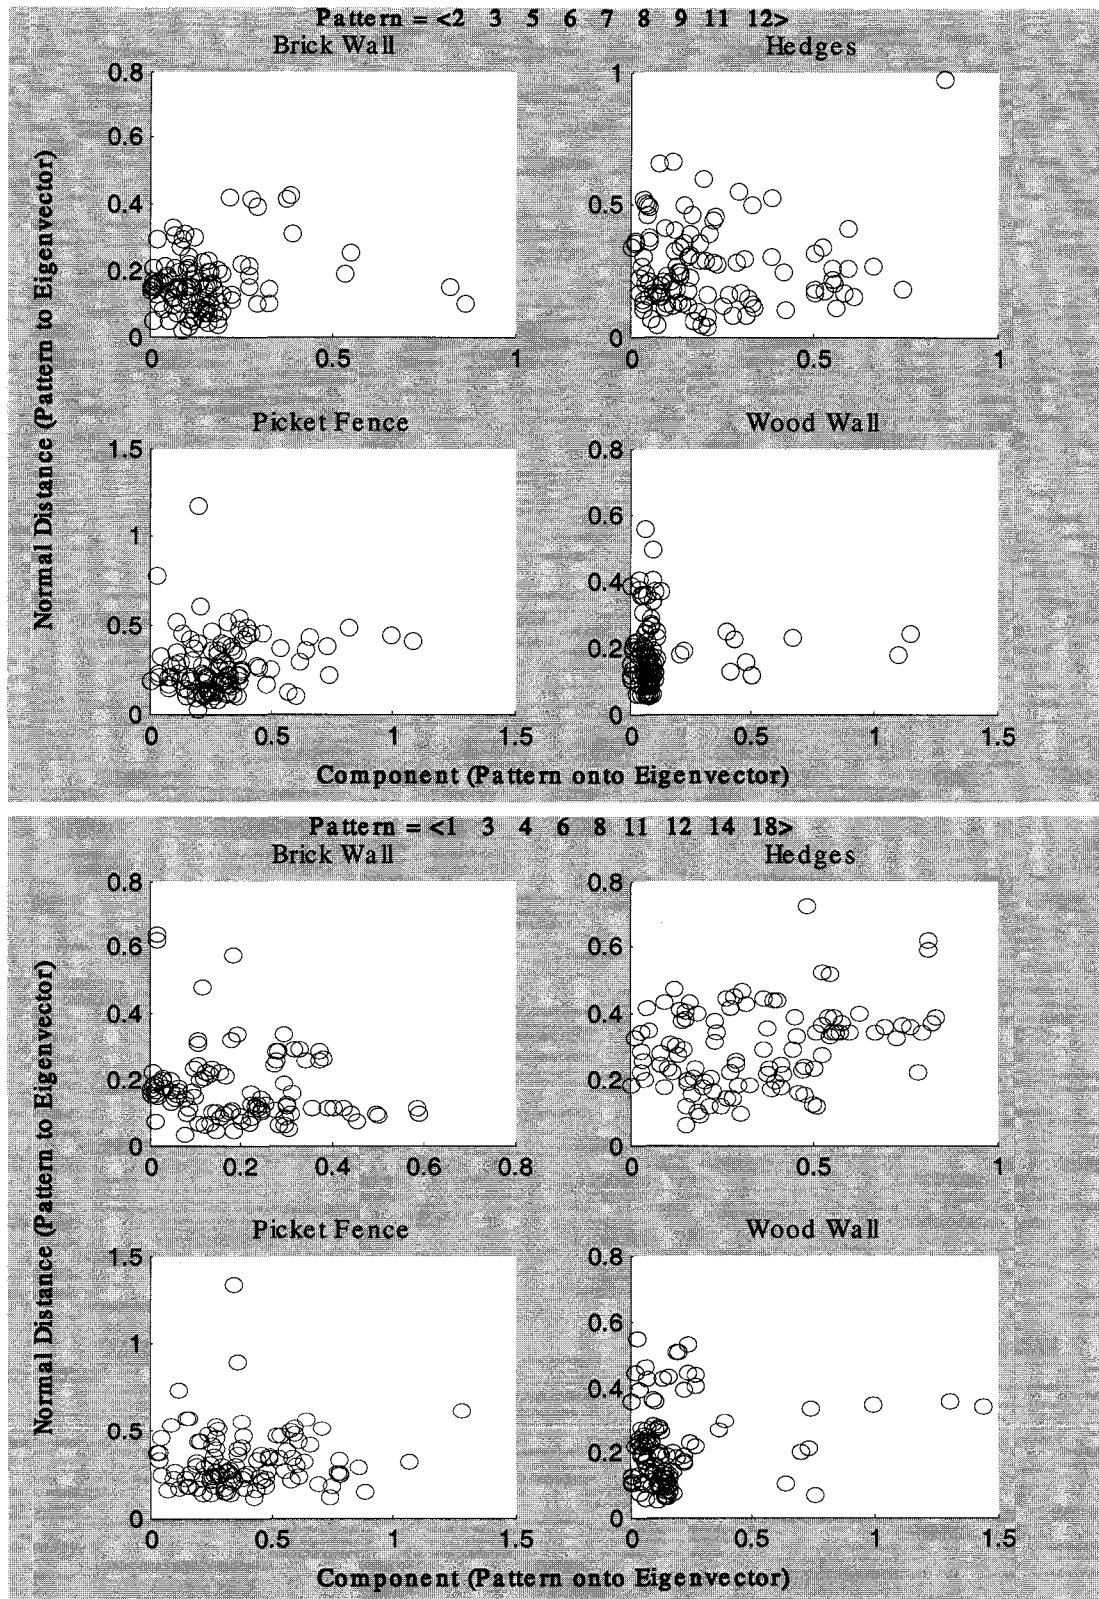 Pattern = <2 3 5 6 7 8 9 11 12>
Brick Wall
Hedges
0.8
0.6
0.4
0.2
0
0 0.5 1
1
0.5
0
0 0.5 1
Normal Distance (Pattern to Eigenvector)
Picket Fence
Wood Wall
1.5
1
0.5
0
0 0.5 1 1.5
0.8
0.6
0.4
0.2
0
0 0.5 1 1.5
Component (Pattern onto Eigenvector)
Pattern = <1 3 4 6 8 11 12 14 18>
Brick Wall
Hedges
0.8
0.6
0.4
0.2
0
0 0.2 0.4 0.6 0.8
0.8
0.6
0.4
0.2
0
0 0.5 1
Normal Distance (Pattern to Eigenvector)
Picket Fence
Wood Wall
1.5
1
0.5
0
0 0.5 1 1.5
0.8
0.6
0.4
0.2
0
0 0.5 1 1.5
Component (Pattern onto Eigenvector)